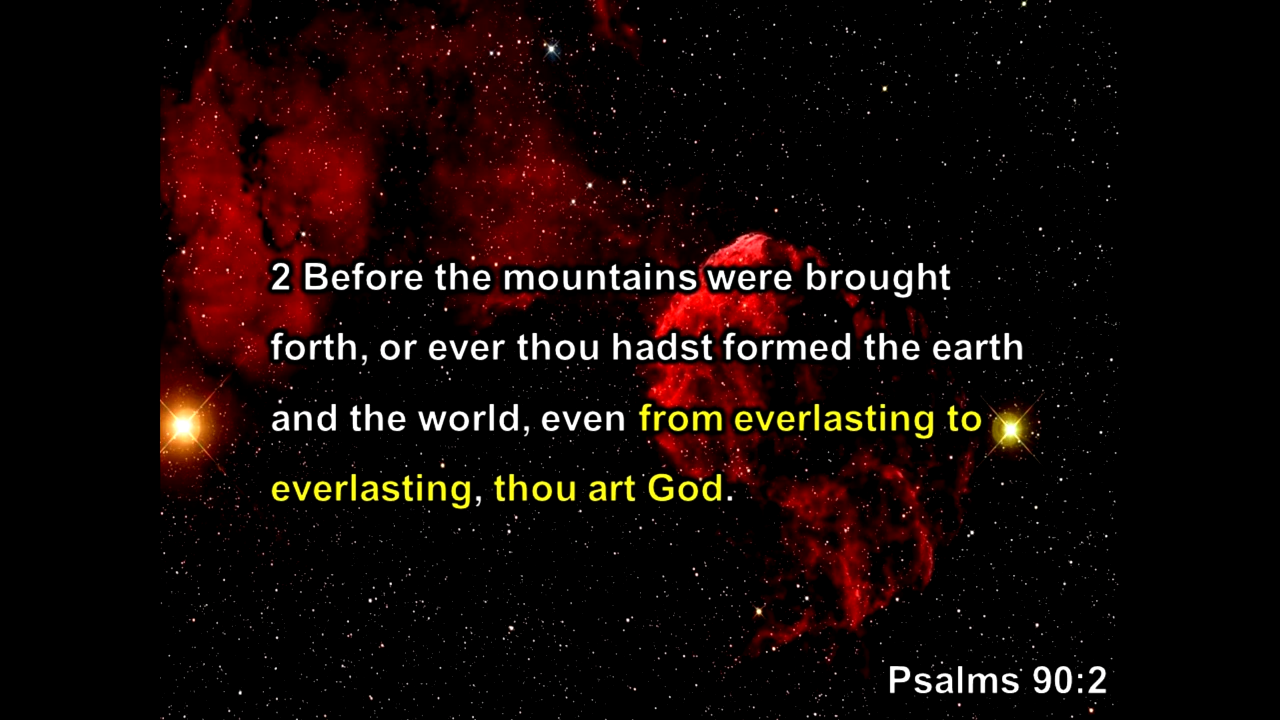 2 Before the mountains were brought
forth, or ever thou hadst formed the earth
and the world, even from everlasting to
everlasting, thou art God.
Psalms 90:2